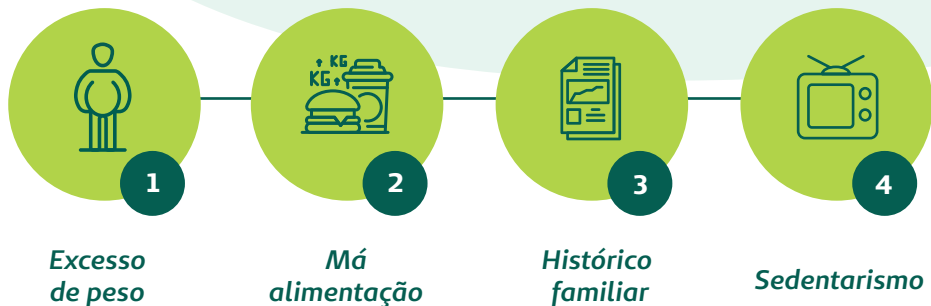 KG
KG
1
2
3
4
Excesso
de peso
Má
alimentação
Histórico
familiar
Sedentarismo